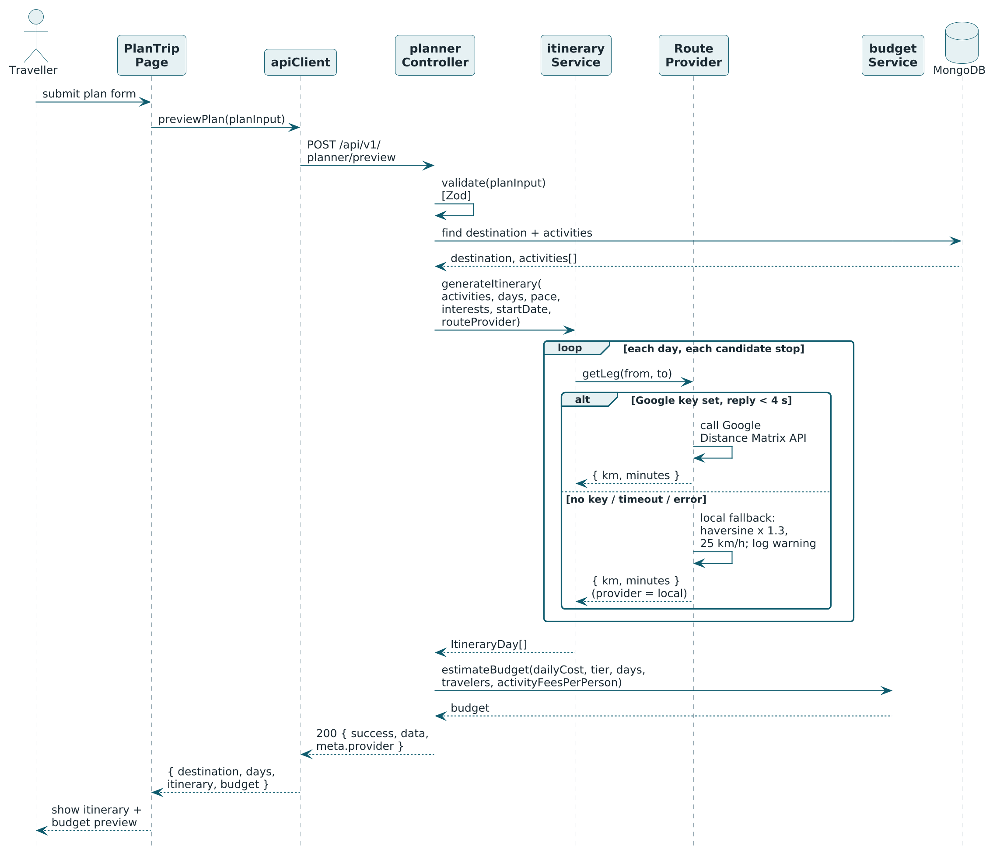 Traveller
PlanTrip
Page
apiClient
planner
Controller
itinerary
Service
Route
Provider
budget
Service
MongoDB
submit plan form
previewPlan(planInput)
POST /api/v1/
planner/preview
validate(planInput)
[Zod]
find destination + activities
destination, activities[]
generateItinerary(
activities, days, pace,
interests, startDate,
routeProvider)
loop
[each day, each candidate stop]
getLeg(from, to)
alt
[Google key set, reply < 4 s]
call Google
Distance Matrix API
{ km, minutes }
[no key / timeout / error]
local fallback:
haversine x 1.3,
25 km/h; log warning
{ km, minutes }
(provider = local)
ItineraryDay[]
estimateBudget(dailyCost, tier, days,
travelers, activityFeesPerPerson)
budget
200 { success, data,
meta.provider }
{ destination, days,
itinerary, budget }
show itinerary +
budget preview